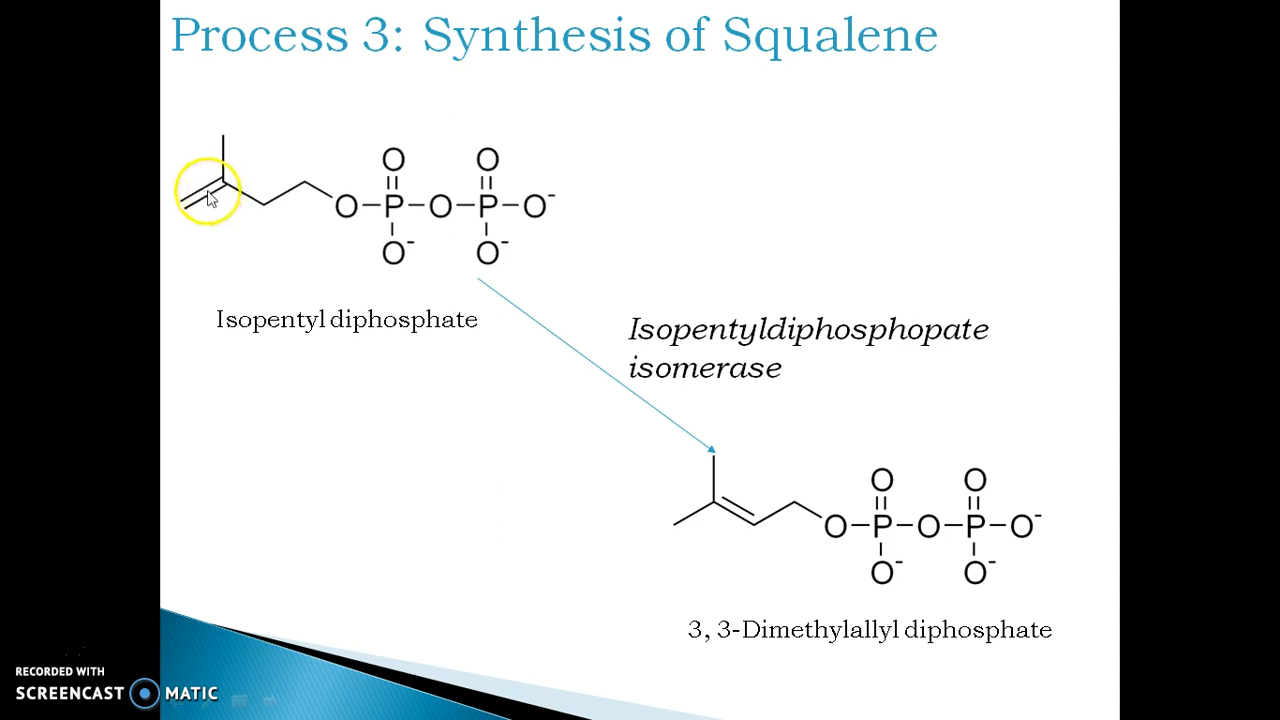 Process 3: Synthesis of Squalene
O O
O P O P O-
O- O-
Isopentyl diphosphate
Isopentyldiphosphopate
isomerase
O O
O P O P O-
O- O-
3, 3-Dimethylallyl diphosphate
RECORDED WITH
SCREENCAST MATIC